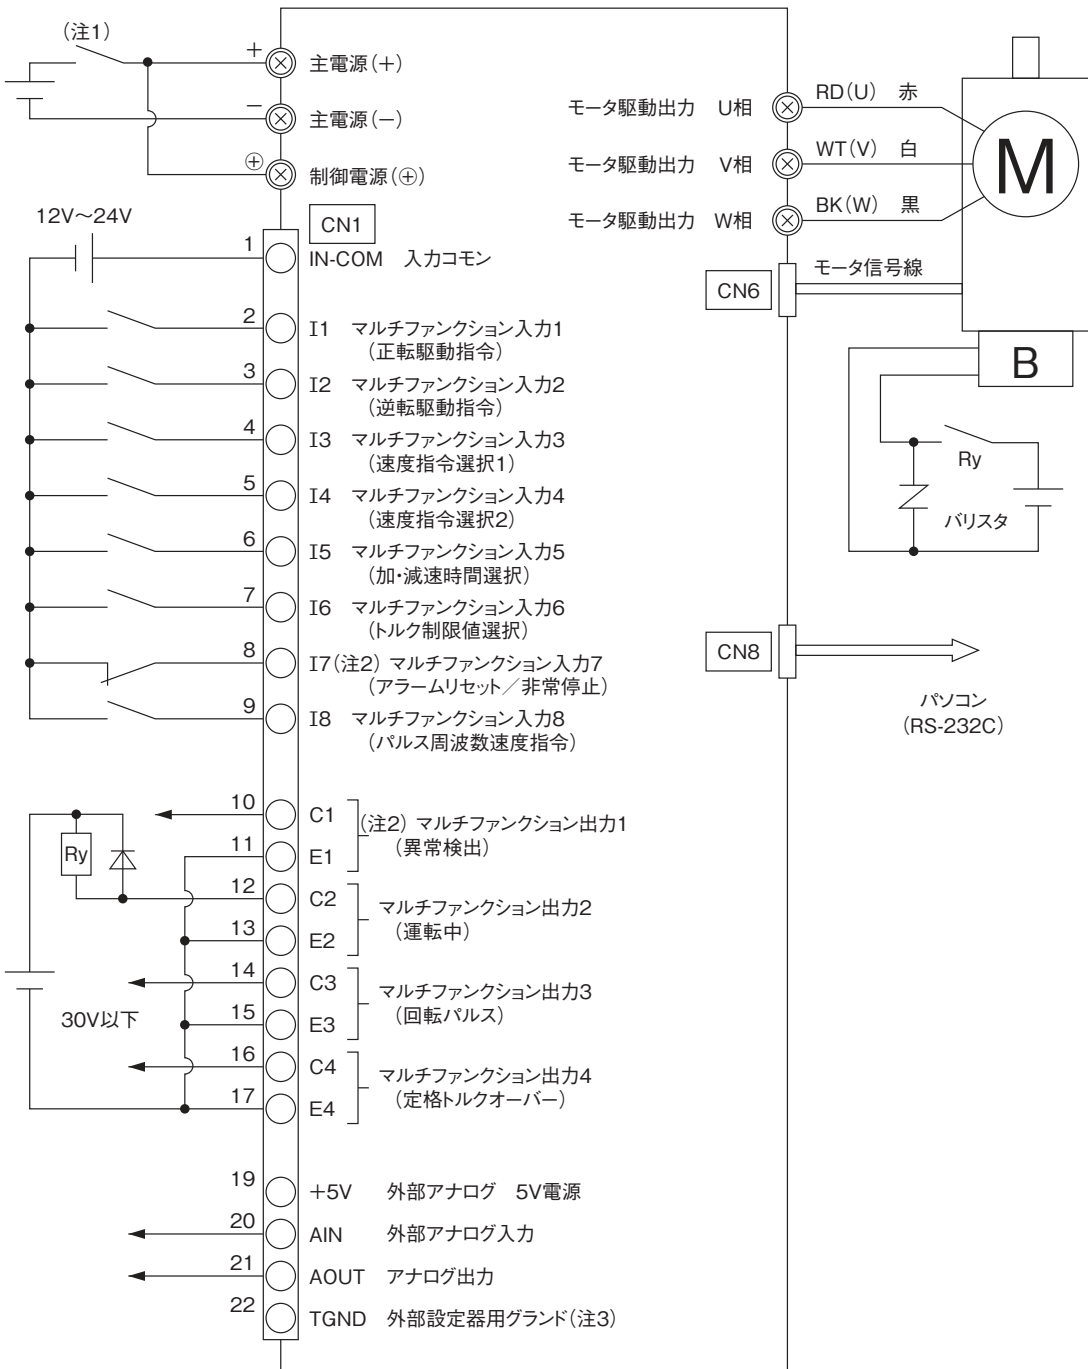 (注1)
+ 主電源(+)
− 主電源(−)
⊕ 制御電源(⊕)
モータ駆動出力 U相 RD(U) 赤
モータ駆動出力 V相 WT(V) 白
モータ駆動出力 W相 BK(W) 黒
M
12V〜24V
CN1
1 IN-COM 入力コモン
2 I1 マルチファンクション入力1
(正転駆動指令)
3 I2 マルチファンクション入力2
(逆転駆動指令)
4 I3 マルチファンクション入力3
(速度指令選択1)
5 I4 マルチファンクション入力4
(速度指令選択2)
6 I5 マルチファンクション入力5
(加・減速時間選択)
7 I6 マルチファンクション入力6
(トルク制限値選択)
8 I7(注2) マルチファンクション入力7
(アラームリセット/非常停止)
9 I8 マルチファンクション入力8
(パルス周波数速度指令)
CN6
モータ信号線
B
Ry
バリスタ
CN8
パソコン
(RS-232C)
Ry
30V以下
10 C1
11 E1
(注2) マルチファンクション出力1
(異常検出)
12 C2
13 E2
マルチファンクション出力2
(運転中)
14 C3
15 E3
マルチファンクション出力3
(回転パルス)
16 C4
17 E4
マルチファンクション出力4
(定格トルクオーバー)
19 +5V 外部アナログ 5V電源
20 AIN 外部アナログ入力
21 AOUT アナログ出力
22 TGND 外部設定器用グランド(注3)